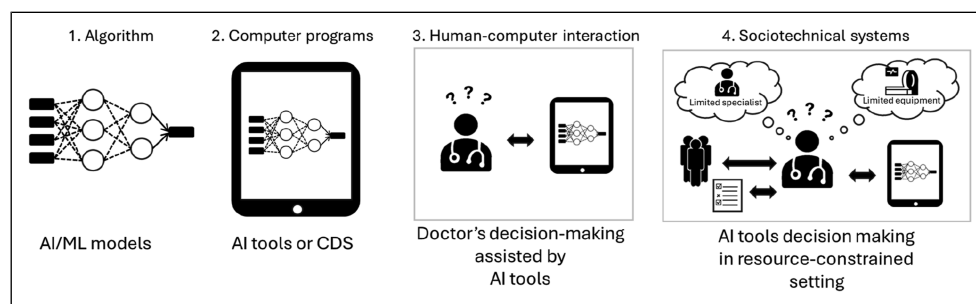 1. Algorithm
2. Computer programs
3. Human-computer interaction
4. Sociotechnical systems
? ? ?
Limited specialist
? ? ?
Limited equipment
AI/ML models
AI tools or CDS
Doctor's decision-making
assisted by
AI tools
AI tools decision making
in resource-constrained
setting